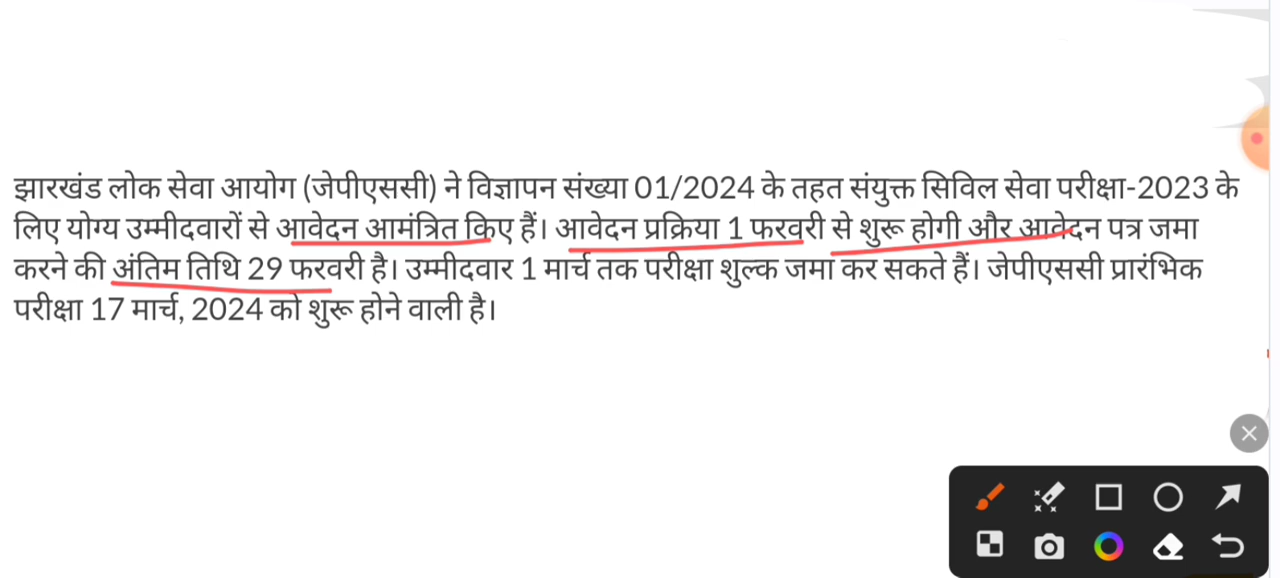 झारखंड लोक सेवा आयोग (जेपीएससी) ने विज्ञापन संख्या 01/2024 के तहत संयुक्त सिविल सेवा परीक्षा-2023 के
लिए योग्य उम्मीदवारों से आवेदन आमंत्रित किए हैं। आवेदन प्रक्रिया 1 फरवरी से शुरू होगी और आवेदन पत्र जमा
करने की अंतिम तिथि 29 फरवरी है। उम्मीदवार 1 मार्च तक परीक्षा शुल्क जमा कर सकते हैं। जेपीएससी प्रारंभिक
परीक्षा 17 मार्च, 2024 को शुरू होने वाली है।